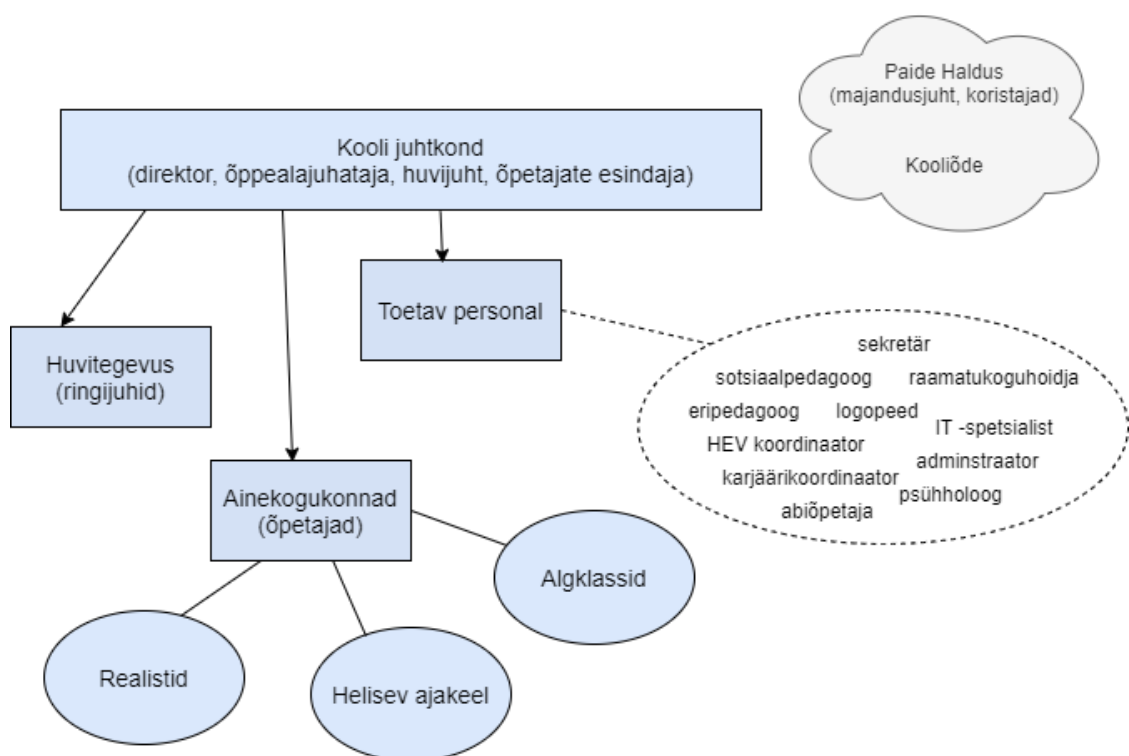 Paide Haldus
(majandusjuht, koristajad)
Kooliõde
Kooli juhtkond
(direktor, õppealajuhataja, huvijuht, õpetajate esindaja)
Toetav personal
Huvitegevus
(ringijuhid)
sekretär
sotsiaalpedagoog raamatukoguhoidja
eripedagoog logopeed
IT -spetsialist
HEV koordinaator
adminstraator
karjäärikoordinaator
psühholoog
abiõpetaja
Ainekogukonnad
(õpetajad)
Algklassid
Realistid
Helisev ajakeel